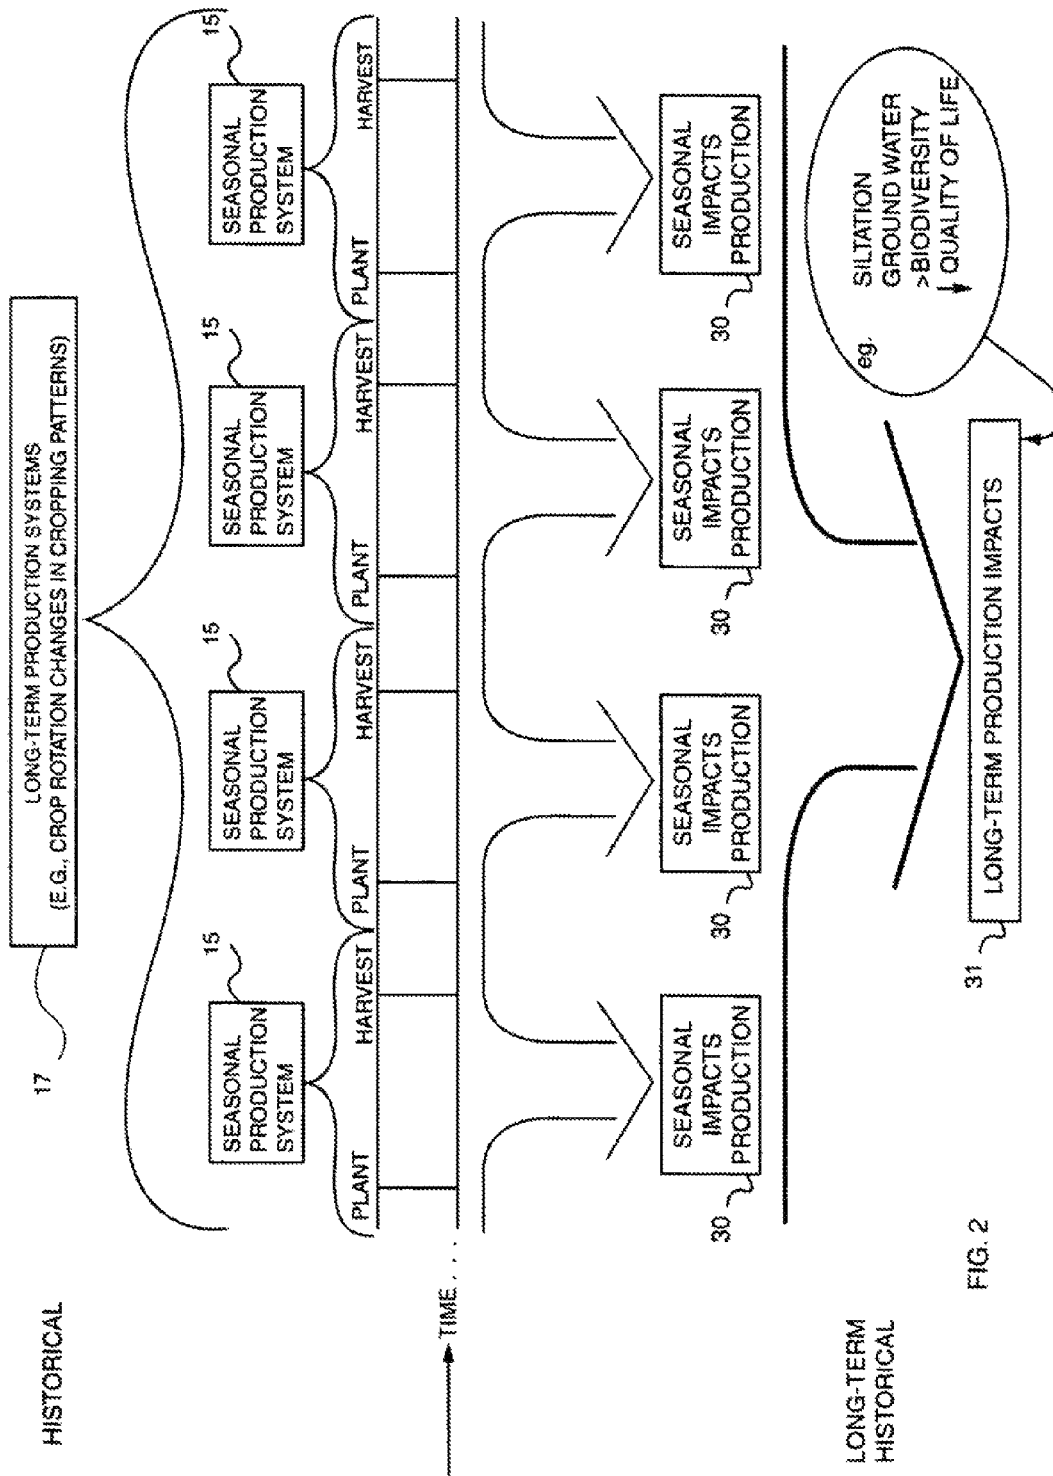 HISTORICAL
17
LONG-TERM PRODUCTION SYSTEMS
(E.G., CROP ROTATION CHANGES IN CROPPING PATTERNS)
15
SEASONAL
PRODUCTION
SYSTEM
15
SEASONAL
PRODUCTION
SYSTEM
15
SEASONAL
PRODUCTION
SYSTEM
15
SEASONAL
PRODUCTION
SYSTEM
PLANT
HARVEST
PLANT
HARVEST
PLANT
HARVEST
PLANT
HARVEST
TIME. . . .
30
SEASONAL
IMPACTS
PRODUCTION
30
SEASONAL
IMPACTS
PRODUCTION
30
SEASONAL
IMPACTS
PRODUCTION
30
SEASONAL
IMPACTS
PRODUCTION
LONG-TERM
HISTORICAL
eg.
SILTATION
GROUND WATER
>BIODIVERSITY
↓ QUALITY OF LIFE
31
LONG-TERM PRODUCTION IMPACTS
FIG. 2